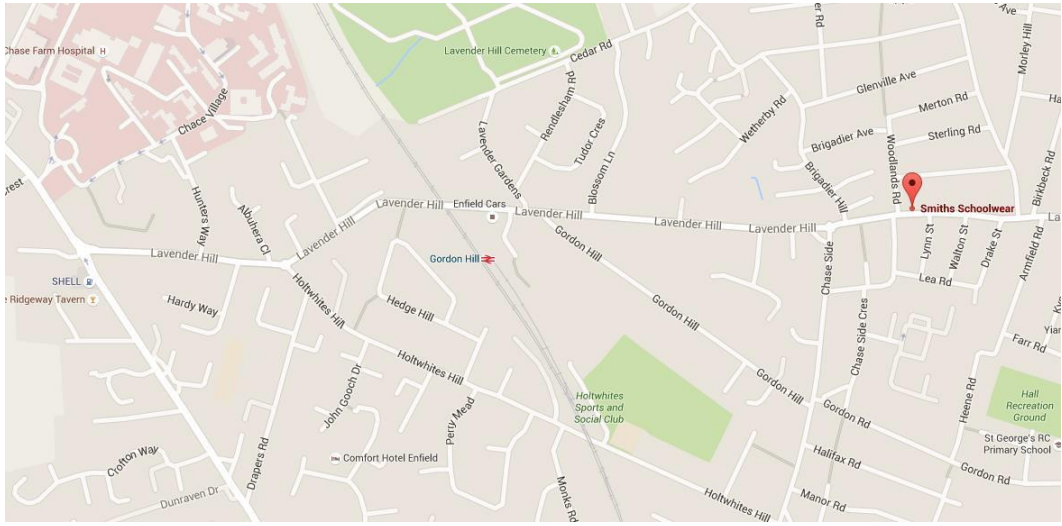 Chase Farm Hospital
Lavender Hill Cemetery
Cedar Rd
Rendlesham Rd
Tudor Cres
Blossom Ln
Lavender Gardens
Chace Village
Wetherby Rd
Glenville Ave
Merton Rd
Sterling Rd
Brigadier Ave
Brigadier Hill
Woodlands Rd
Morley Hill
Birkbeck Rd
Smiths Schoolwear
Hunters Way
Albuhera Cl
Lavender Hill
Lavender Hill
Lavender Hill
Enfield Cars
Lavender Hill
Lavender Hill
Lavender Hill
Gordon Hill
SHELL
Ridgeway Tavern
Hardy Way
Holtwhites Hill
Hedge Hill
Gordon Hill
Gordon Hill
Gordon Hill
Chase Side
Chase Side Cres
Lynn St
Walton St
Drake St
Lea Rd
Armfield Rd
Farr Rd
Heene Rd
Hall
Recreation
Ground
St George's RC
Primary School
John Gooch Dr
Holtwhites Hill
Perry Mead
Holtwhites
Sports and
Social Club
Comfort Hotel Enfield
Crofton Way
Dunraven Dr
Drapers Rd
Monks Rd
Holtwhites Hill
Gordon Rd
Halifax Rd
Manor Rd
Gordon Rd